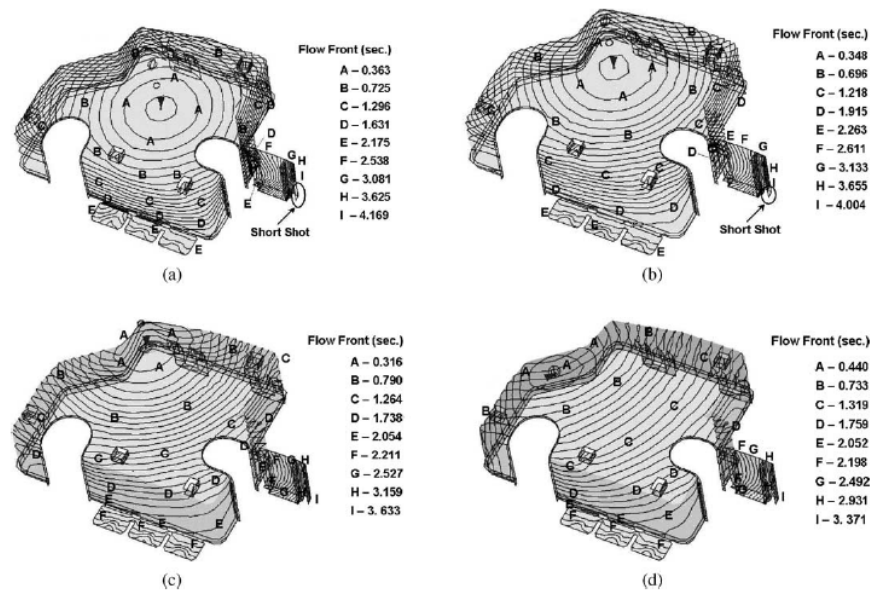 Flow Front (sec.)
A – 0.363
B – 0.725
C – 1.296
D – 1.631
E – 2.175
F – 2.538
G – 3.081
H – 3.625
I – 4.169
Short Shot
(a)
Flow Front (sec.)
A – 0.348
B – 0.696
C – 1.218
D – 1.915
E – 2.263
F – 2.611
G – 3.133
H – 3.655
I – 4.004
Short Shot
(b)
Flow Front (sec.)
A – 0.316
B – 0.790
C – 1.264
D – 1.738
E – 2.054
F – 2.211
G – 2.527
H – 3.159
I – 3. 633
(c)
Flow Front (sec.)
A – 0.440
B – 0.733
C – 1.319
D – 1.759
E – 2.052
F – 2.198
G – 2.492
H – 2.931
I – 3. 371
(d)